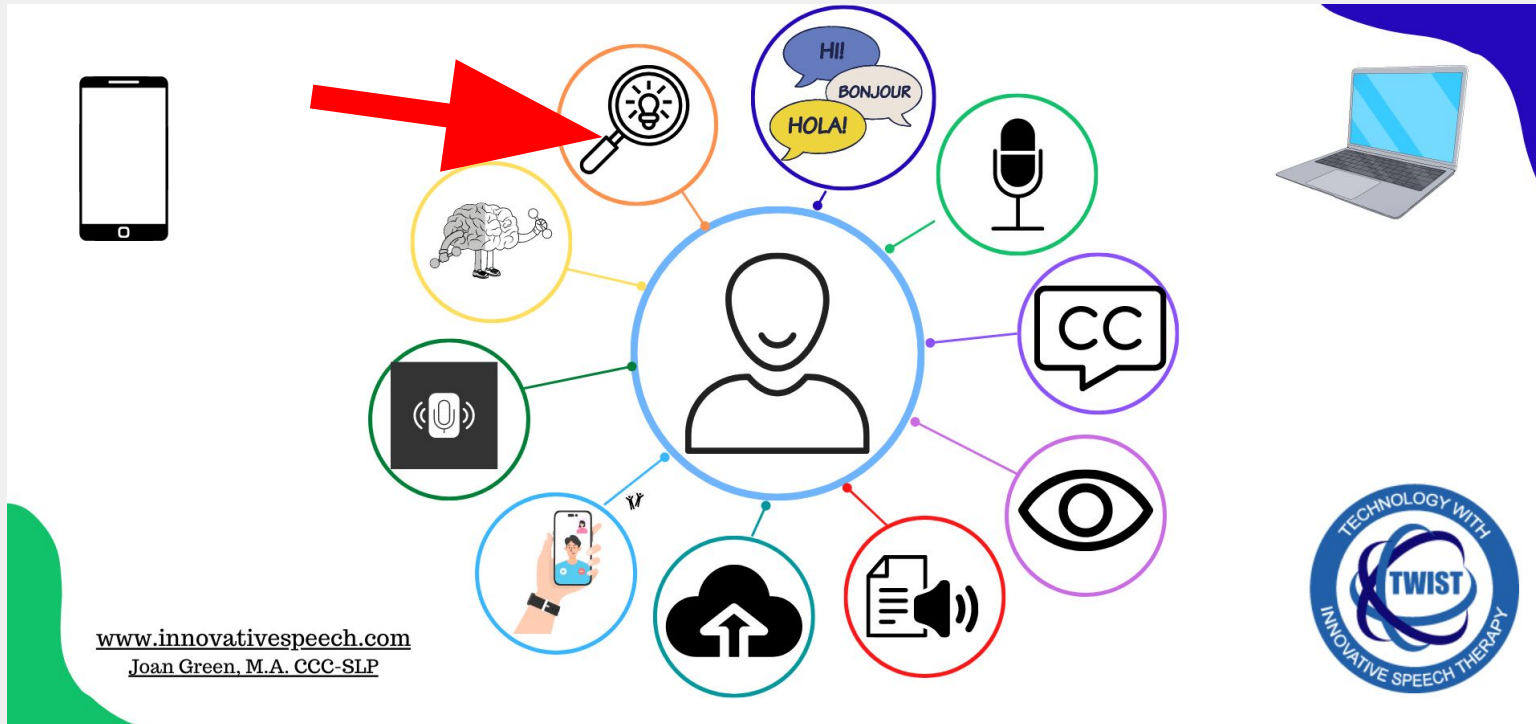 HI!
BONJOUR
HOLA!
CC
www.innovativespeech.com
Joan Green, M.A. CCC-SLP
TECHNOLOGY WITH
TWIST
INNOVATIVE SPEECH THERAPY